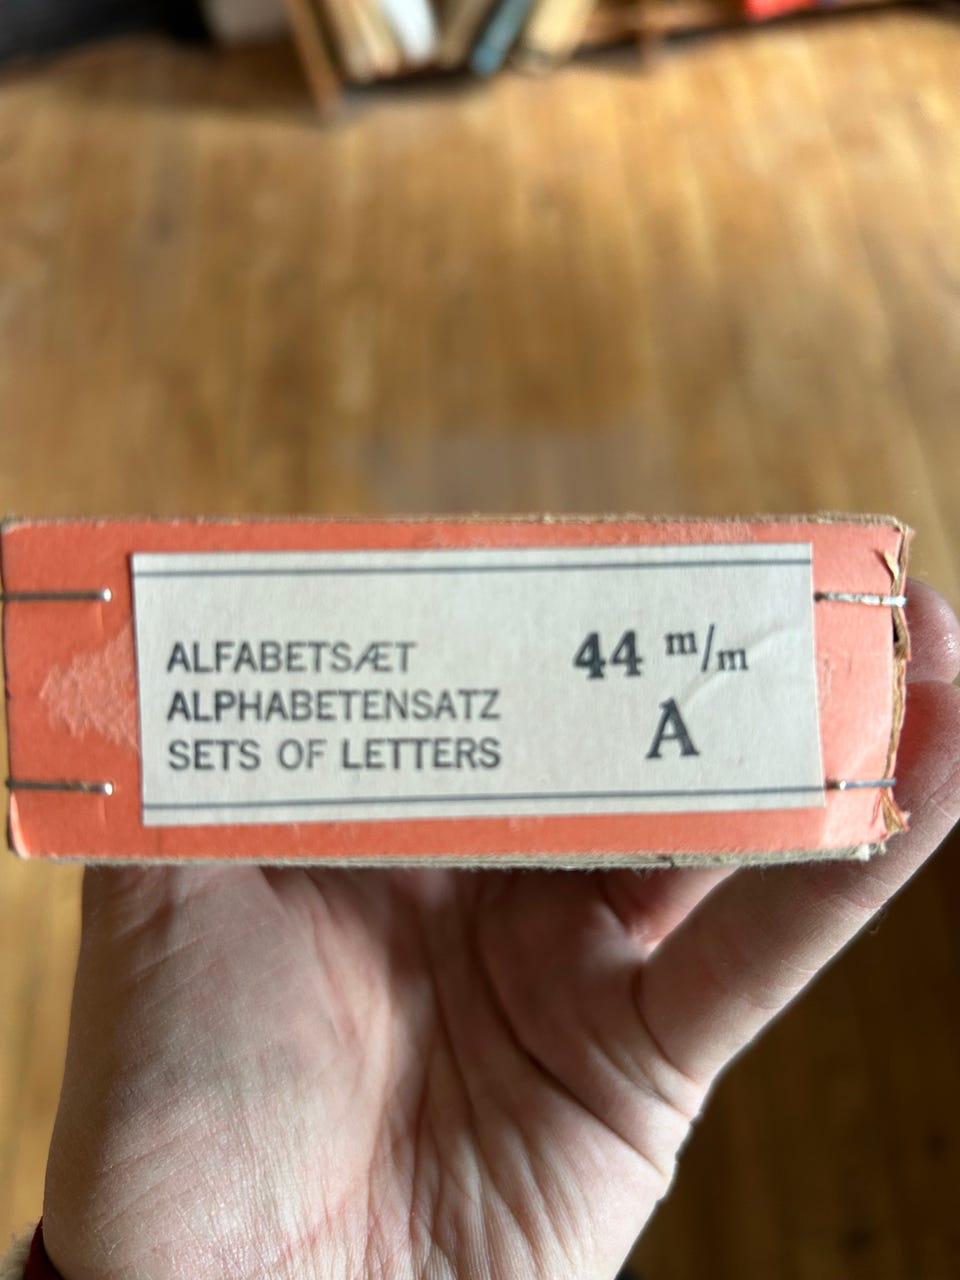 ALFABETSÆT
ALPHABETENSATZ
SETS OF LETTERS
44 m/m
A